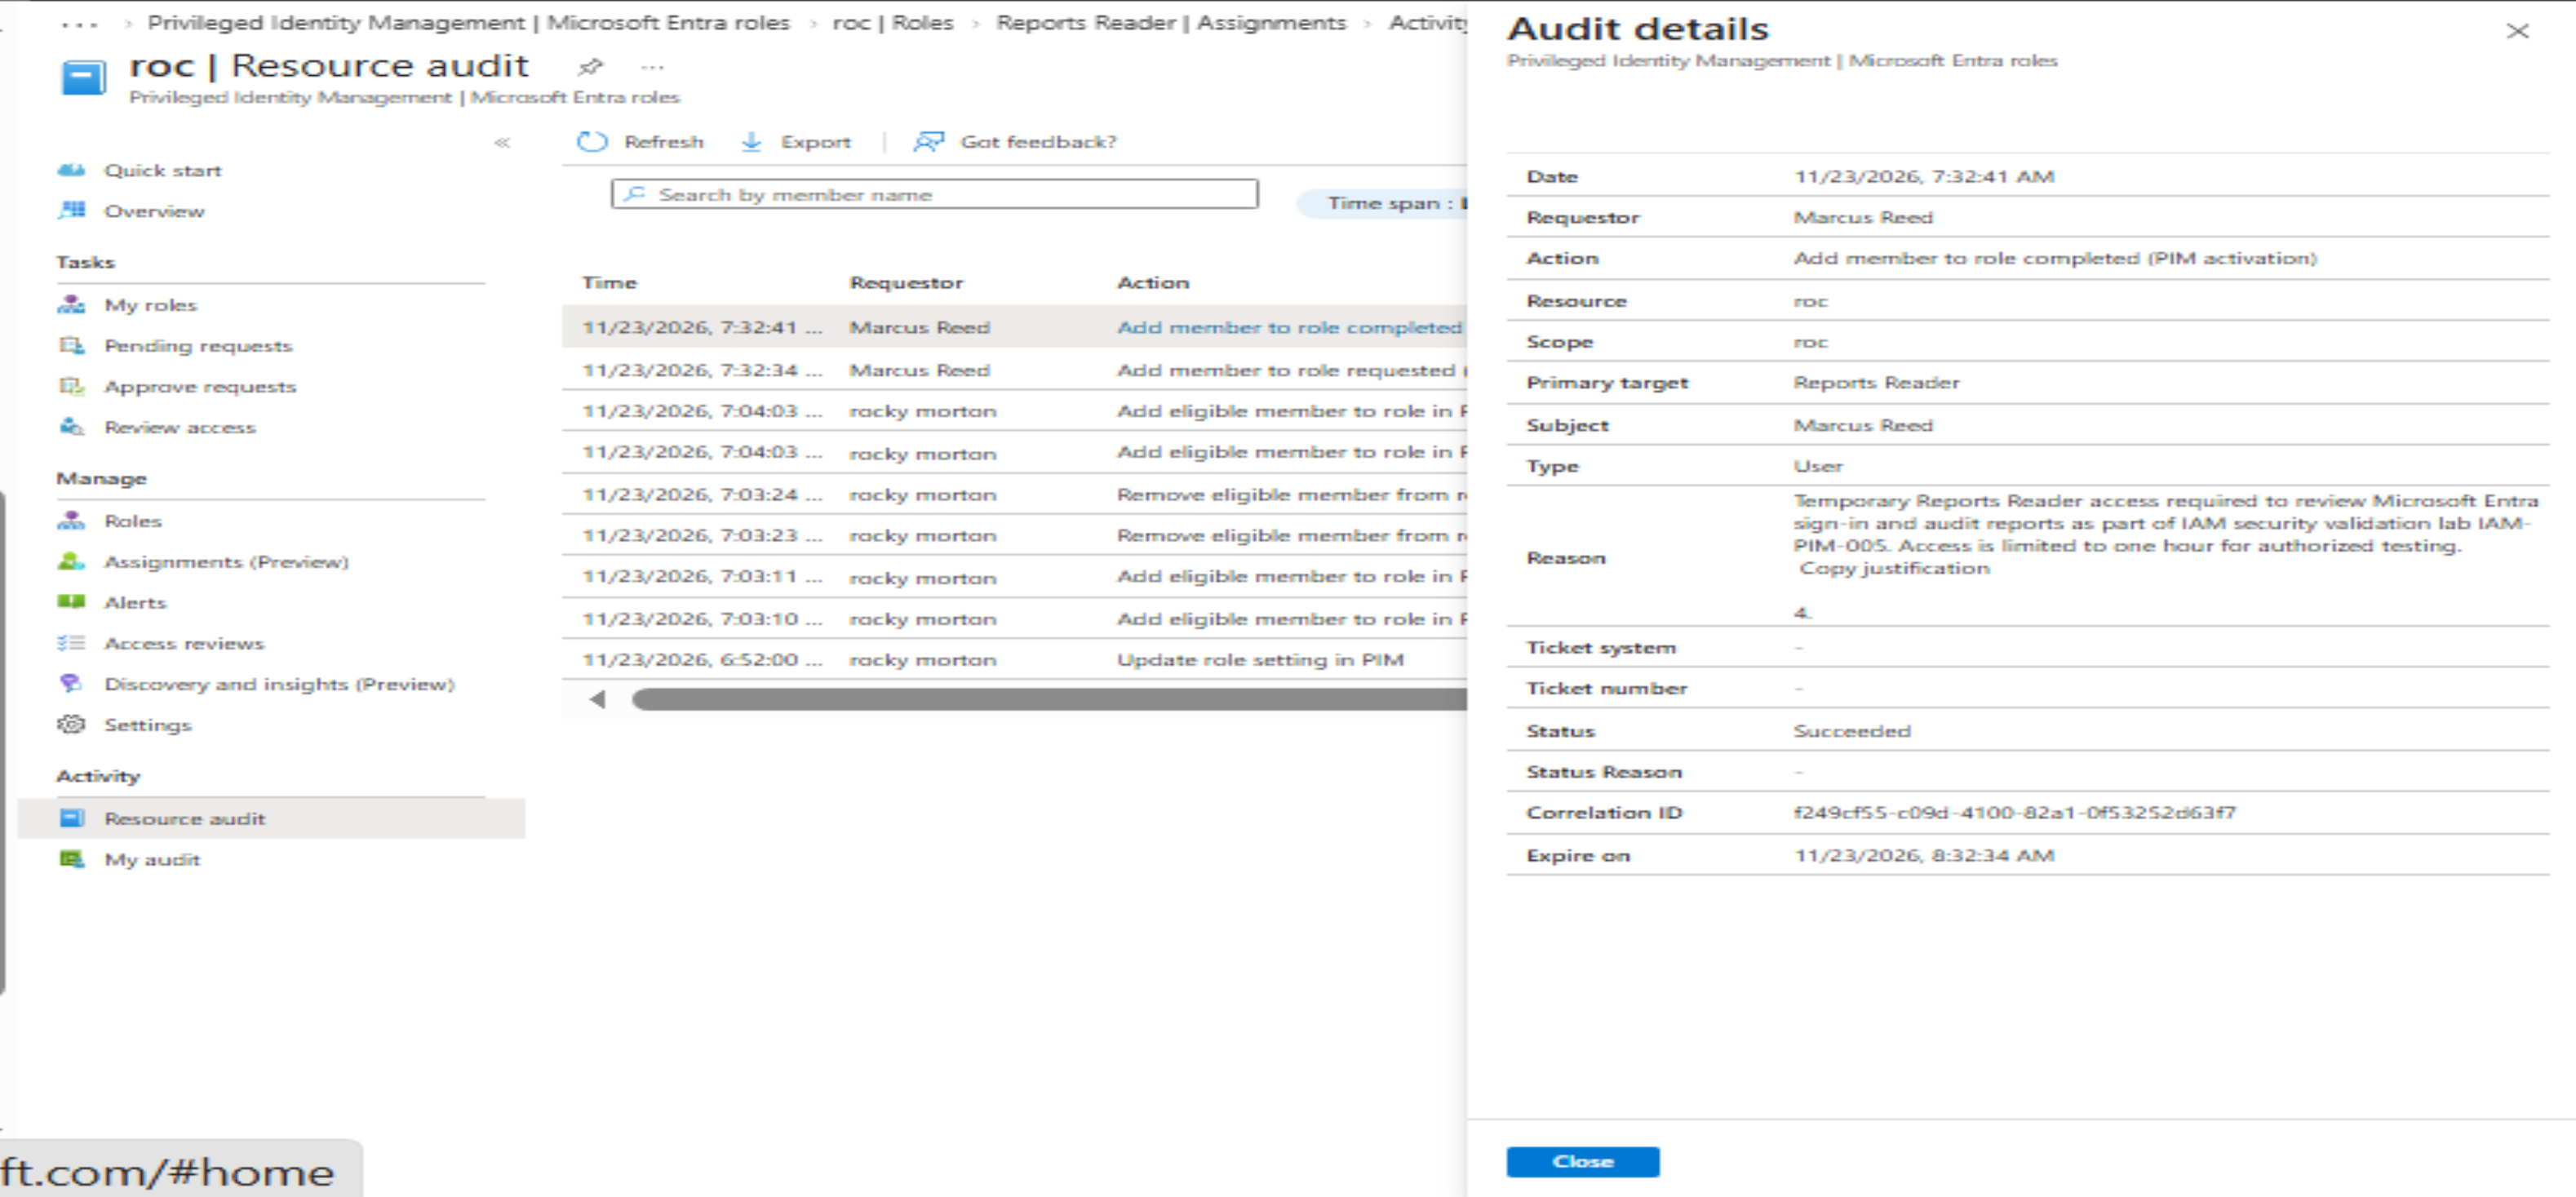 ··· > Privileged Identity Management | Microsoft Entra roles > roc | Roles > Reports Reader | Assignments > Activity
roc | Resource audit ···
Privileged Identity Management | Microsoft Entra roles
«
Quick start
Overview
Tasks
My roles
Pending requests
Approve requests
Review access
Manage
Roles
Assignments (Preview)
Alerts
Access reviews
Discovery and insights (Preview)
Settings
Activity
Resource audit
My audit
Refresh Export | Got feedback?
Search by member name
Time span :
Time Requestor Action
11/23/2026, 7:32:41 ... Marcus Reed Add member to role completed
11/23/2026, 7:32:34 ... Marcus Reed Add member to role requested
11/23/2026, 7:04:03 ... rocky morton Add eligible member to role in
11/23/2026, 7:04:03 ... rocky morton Add eligible member to role in
11/23/2026, 7:03:24 ... rocky morton Remove eligible member from
11/23/2026, 7:03:23 ... rocky morton Remove eligible member from
11/23/2026, 7:03:11 ... rocky morton Add eligible member to role in
11/23/2026, 7:03:10 ... rocky morton Add eligible member to role in
11/23/2026, 6:52:00 ... rocky morton Update role setting in PIM
Audit details
Privileged Identity Management | Microsoft Entra roles
Date 11/23/2026, 7:32:41 AM
Requestor Marcus Reed
Action Add member to role completed (PIM activation)
Resource roc
Scope roc
Primary target Reports Reader
Subject Marcus Reed
Type User
Reason
Temporary Reports Reader access required to review Microsoft Entra
sign-in and audit reports as part of IAM security validation lab IAM-
PIM-005. Access is limited to one hour for authorized testing.
Copy justification
4.
Ticket system -
Ticket number -
Status Succeeded
Status Reason -
Correlation ID f249cf55-c09d-4100-82a1-0f53252d63f7
Expire on 11/23/2026, 8:32:34 AM
Close
ft.com/#home